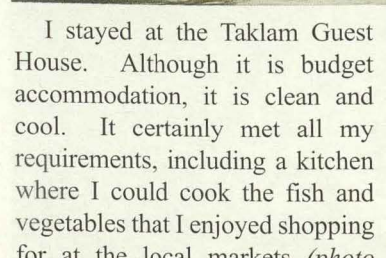 I stayed at the Taklam Guest
House. Although it is budget
accommodation, it is clean and
cool. It certainly met all my
requirements, including a kitchen
where I could cook the fish and
vegetables that I enjoyed shopping
for at the local markets (photo